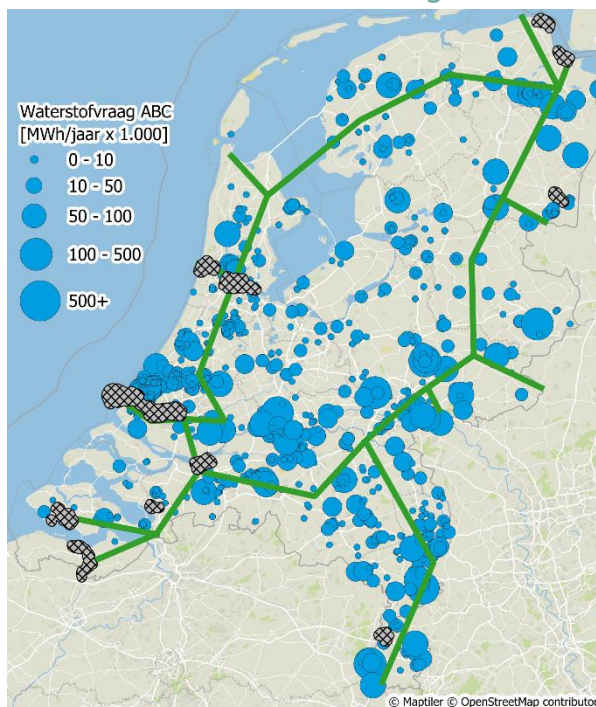 Waterstofvraag ABC
[MWh/jaar x 1.000]
0 - 10
10 - 50
50 - 100
100 - 500
500+
© Maptiler © OpenStreetMap contributor